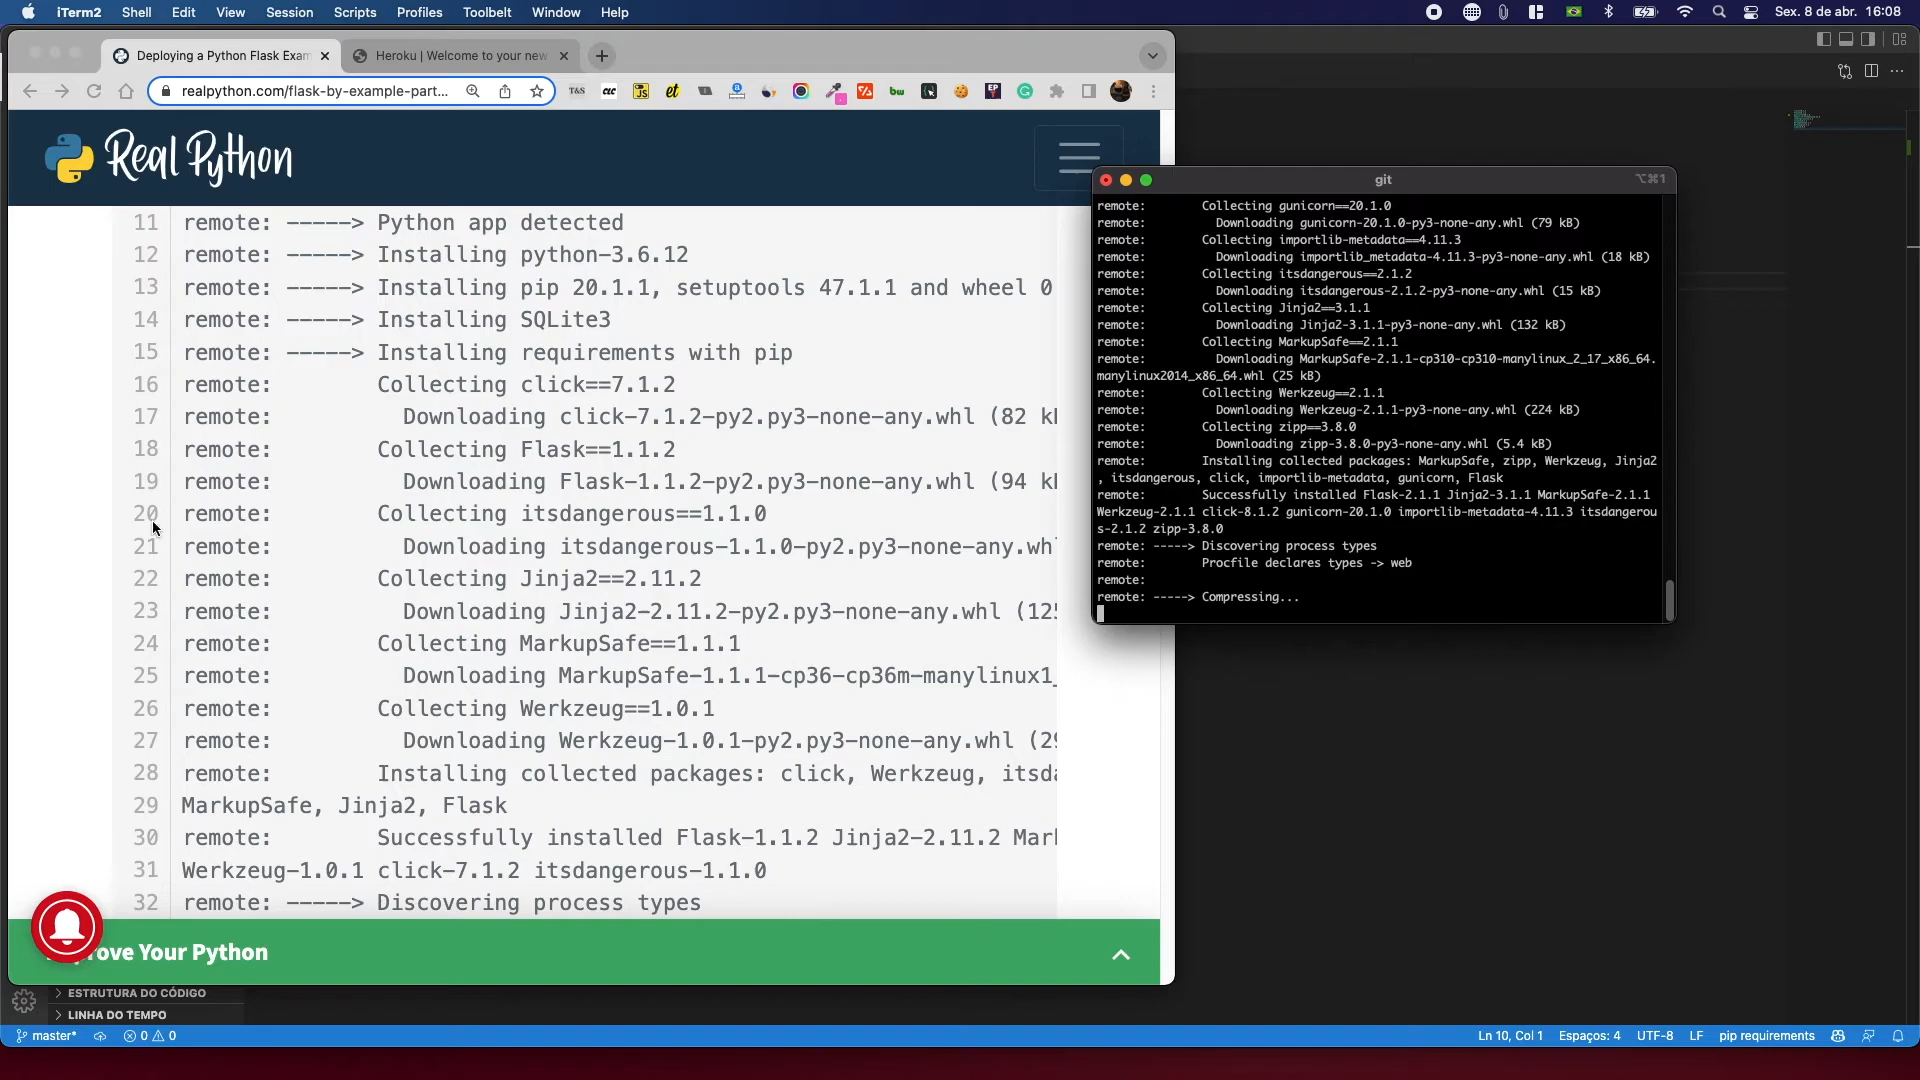 iTerm2 Shell Edit View Session Scripts Profiles Toolbelt Window Help
Sex. 8 de abr. 16:08
Deploying a Python Flask Exam
Heroku | Welcome to your new
realpython.com/flask-by-example-part...
T&S
JS
et
bw
EP
Real Python
11 remote: -----> Python app detected
12 remote: -----> Installing python-3.6.12
13 remote: -----> Installing pip 20.1.1, setuptools 47.1.1 and wheel 0
14 remote: -----> Installing SQLite3
15 remote: -----> Installing requirements with pip
16 remote: Collecting click==7.1.2
17 remote: Downloading click-7.1.2-py2.py3-none-any.whl (82 k
18 remote: Collecting Flask==1.1.2
19 remote: Downloading Flask-1.1.2-py2.py3-none-any.whl (94 k
20 remote: Collecting itsdangerous==1.1.0
21 remote: Downloading itsdangerous-1.1.0-py2.py3-none-any.wh
22 remote: Collecting Jinja2==2.11.2
23 remote: Downloading Jinja2-2.11.2-py2.py3-none-any.whl (125
24 remote: Collecting MarkupSafe==1.1.1
25 remote: Downloading MarkupSafe-1.1.1-cp36-cp36m-manylinux1_
26 remote: Collecting Werkzeug==1.0.1
27 remote: Downloading Werkzeug-1.0.1-py2.py3-none-any.whl (29
28 remote: Installing collected packages: click, Werkzeug, itsda
29 MarkupSafe, Jinja2, Flask
30 remote: Successfully installed Flask-1.1.2 Jinja2-2.11.2 Mark
31 Werkzeug-1.0.1 click-7.1.2 itsdangerous-1.1.0
32 remote: -----> Discovering process types
rove Your Python
git
⌥⌘1
remote: Collecting gunicorn==20.1.0
remote: Downloading gunicorn-20.1.0-py3-none-any.whl (79 kB)
remote: Collecting importlib-metadata==4.11.3
remote: Downloading importlib_metadata-4.11.3-py3-none-any.whl (18 kB)
remote: Collecting itsdangerous==2.1.2
remote: Downloading itsdangerous-2.1.2-py3-none-any.whl (15 kB)
remote: Collecting Jinja2==3.1.1
remote: Downloading Jinja2-3.1.1-py3-none-any.whl (132 kB)
remote: Collecting MarkupSafe==2.1.1
remote: Downloading MarkupSafe-2.1.1-cp310-cp310-manylinux_2_17_x86_64.
manylinux2014_x86_64.whl (25 kB)
remote: Collecting Werkzeug==2.1.1
remote: Downloading Werkzeug-2.1.1-py3-none-any.whl (224 kB)
remote: Collecting zipp==3.8.0
remote: Downloading zipp-3.8.0-py3-none-any.whl (5.4 kB)
remote: Installing collected packages: MarkupSafe, zipp, Werkzeug, Jinja2
, itsdangerous, click, importlib-metadata, gunicorn, Flask
remote: Successfully installed Flask-2.1.1 Jinja2-3.1.1 MarkupSafe-2.1.1
Werkzeug-2.1.1 click-8.1.2 gunicorn-20.1.0 importlib-metadata-4.11.3 itsdangerou
s-2.1.2 zipp-3.8.0
remote: -----> Discovering process types
remote: Procfile declares types -> web
remote:
remote: -----> Compressing...
ESTRUTURA DO CÓDIGO
LINHA DO TEMPO
master* 0 0
Ln 10, Col 1 Espaços: 4 UTF-8 LF pip requirements